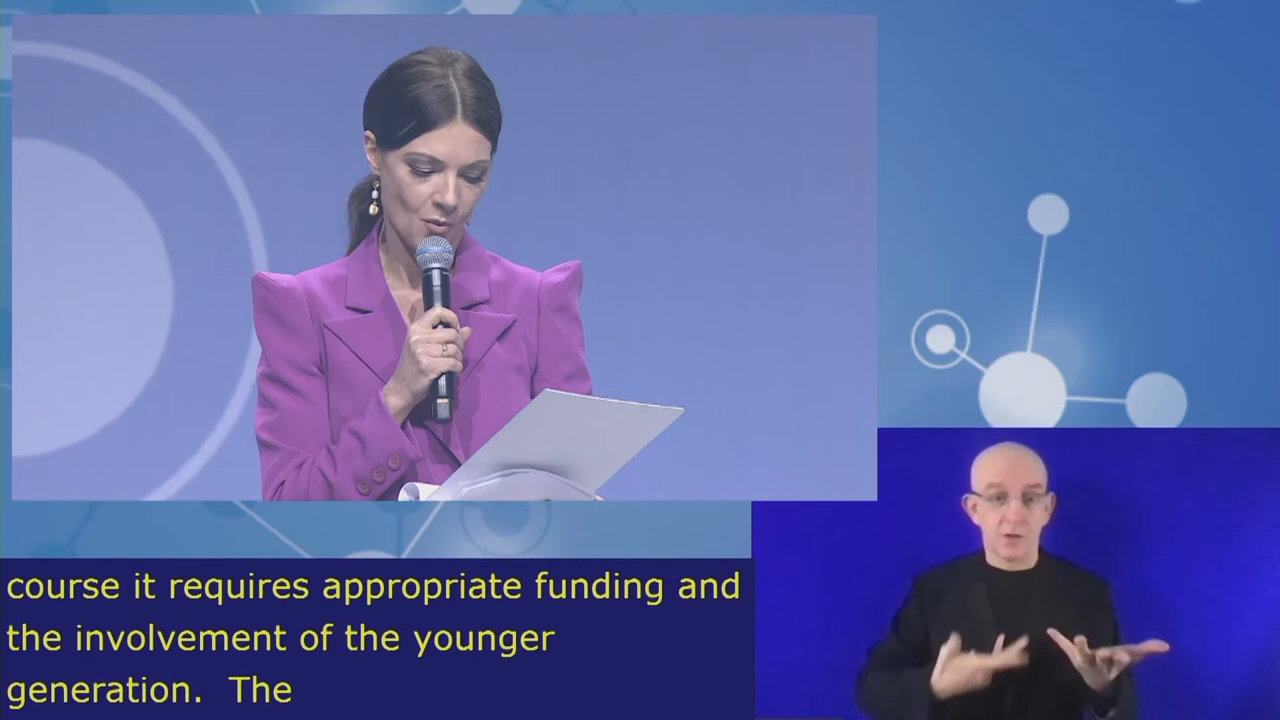 course it requires appropriate funding and
the involvement of the younger
generation.  The